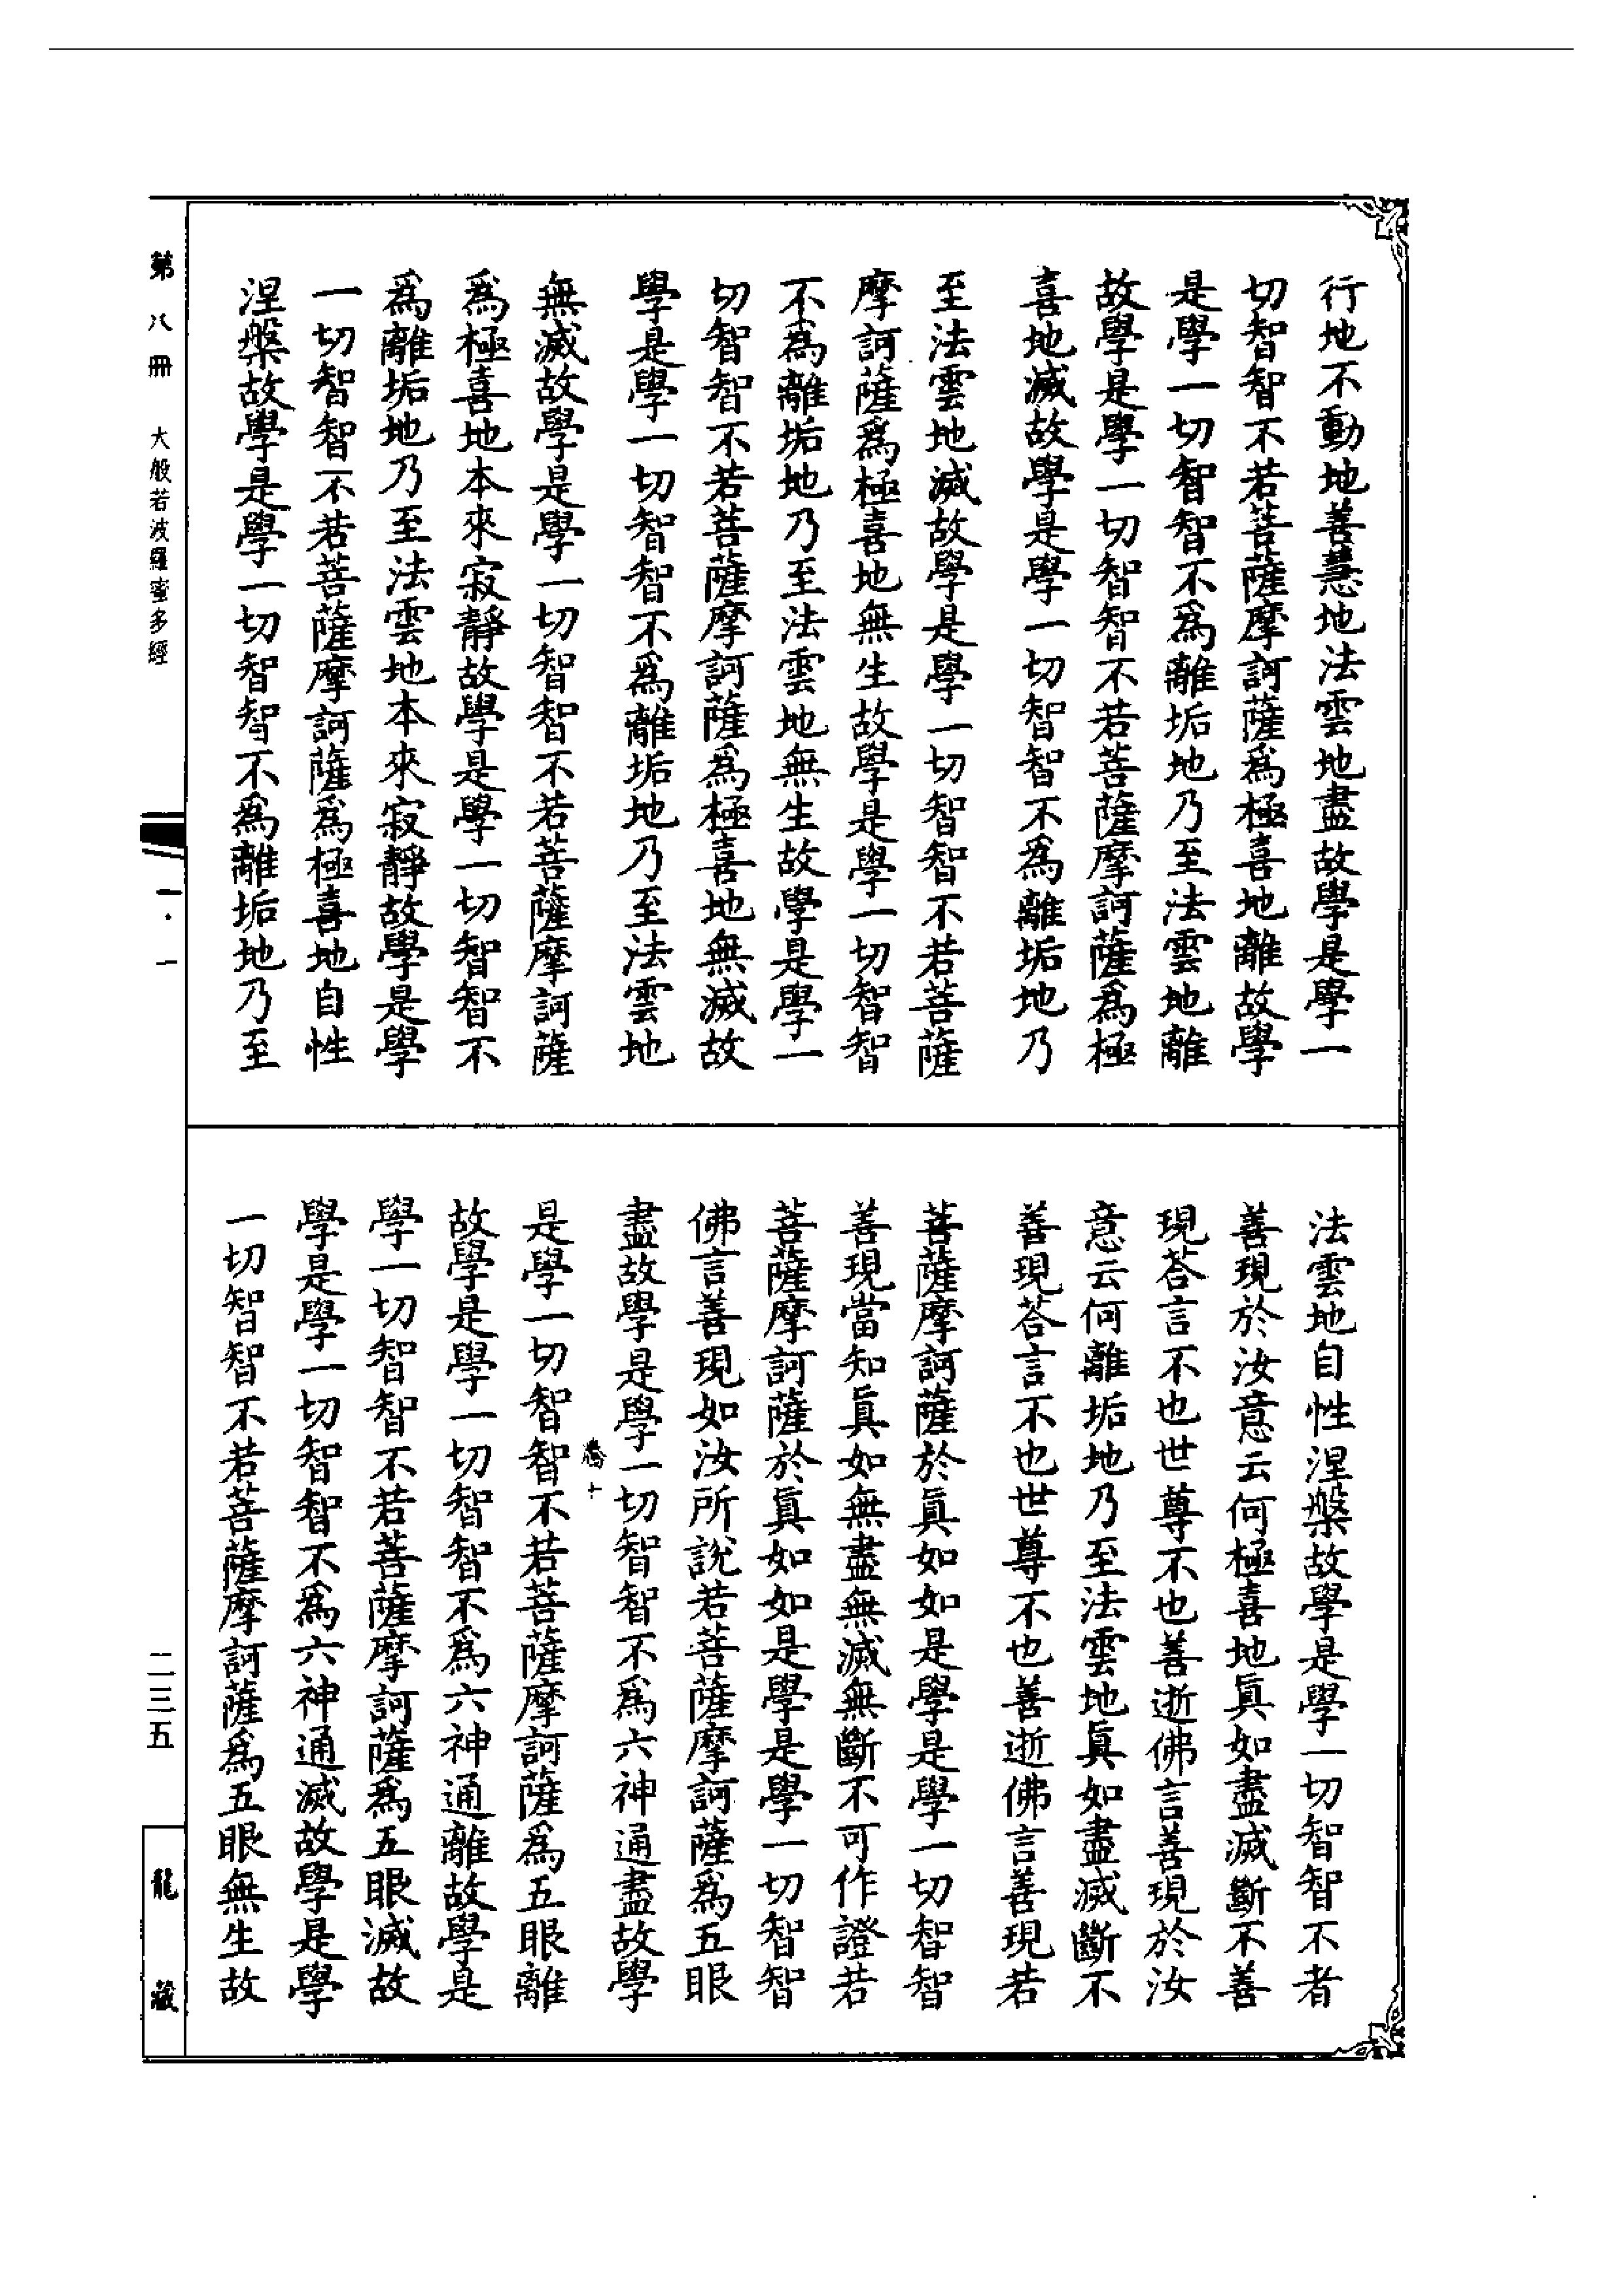 行地不動地善慧地法雲地盡故學是學一
切智智不若菩薩摩訶薩爲極喜地離故學
是學一切智智不爲離垢地乃至法雲地離
故學是學一切智智不若菩薩摩訶薩爲極
喜地滅故學是學一切智智不爲離垢地乃
至法雲地滅故學是學一切智智不若菩薩
摩訶薩爲極喜地無生故學是學一切智智
不爲離垢地乃至法雲地無生故學是學一
切智智不若菩薩摩訶薩爲極喜地無滅故
學是學一切智智不爲離垢地乃至法雲地
無滅故學是學一切智智不若菩薩摩訶薩
爲極喜地本來寂靜故學是學一切智智不
爲離垢地乃至法雲地本來寂靜故學是學
一切智智不若菩薩摩訶薩爲極喜地自性
涅槃故學是學一切智智不爲離垢地乃至
法雲地自性涅槃故學是學一切智智不者
善現於汝意云何極喜地眞如盡滅斷不善
現荅言不也世尊不也善逝佛言善現於汝
意云何離垢地乃至法雲地眞如盡滅斷不
善現荅言不也世尊不也善逝佛言善現若
菩薩摩訶薩於眞如如是學是學一切智智
善現當知眞如無盡無滅無斷不可作證若
菩薩摩訶薩於眞如如是學是學一切智智
佛言善現如汝所說若菩薩摩訶薩爲五眼
盡故學是學一切智智不爲六神通盡故學
是學一切智智不若菩薩摩訶薩爲五眼離
故學是學一切智智不爲六神通離故學是
學一切智智不若菩薩摩訶薩爲五眼滅故
學是學一切智智不爲六神通滅故學是學
一切智智不若菩薩摩訶薩爲五眼無生故
第八冊 大般若波羅蜜多經
一·一
二三五
龍藏
十